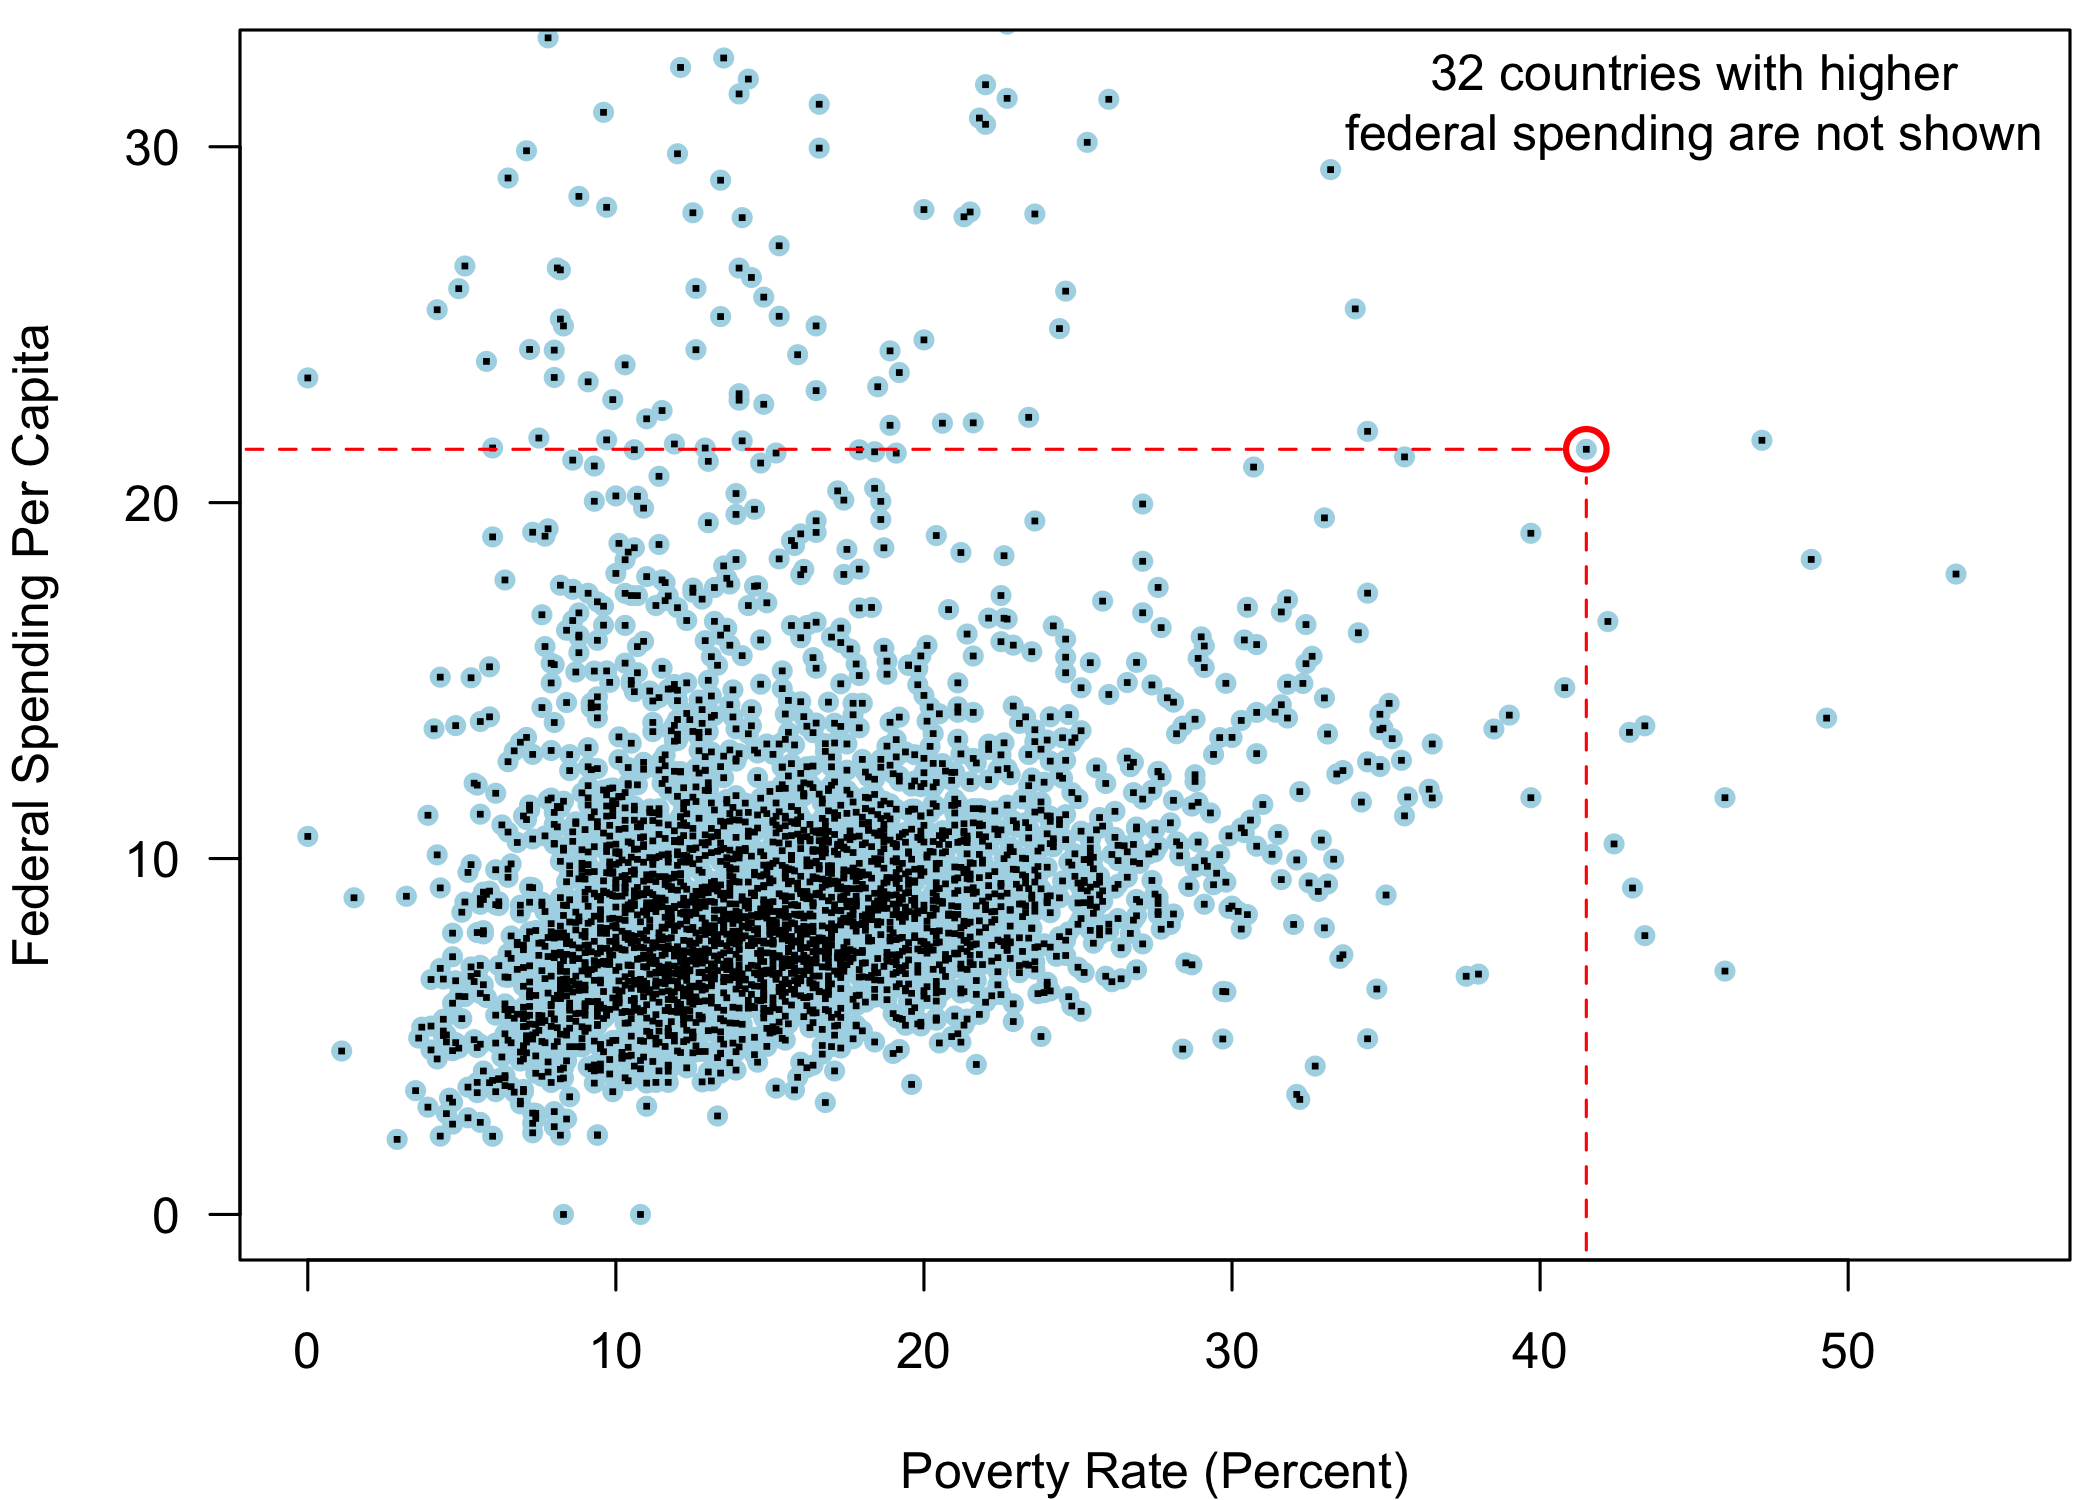 32 countries with higher
federal spending are not shown
Federal Spending Per Capita
30
20
10
0
0 10 20 30 40 50
Poverty Rate (Percent)